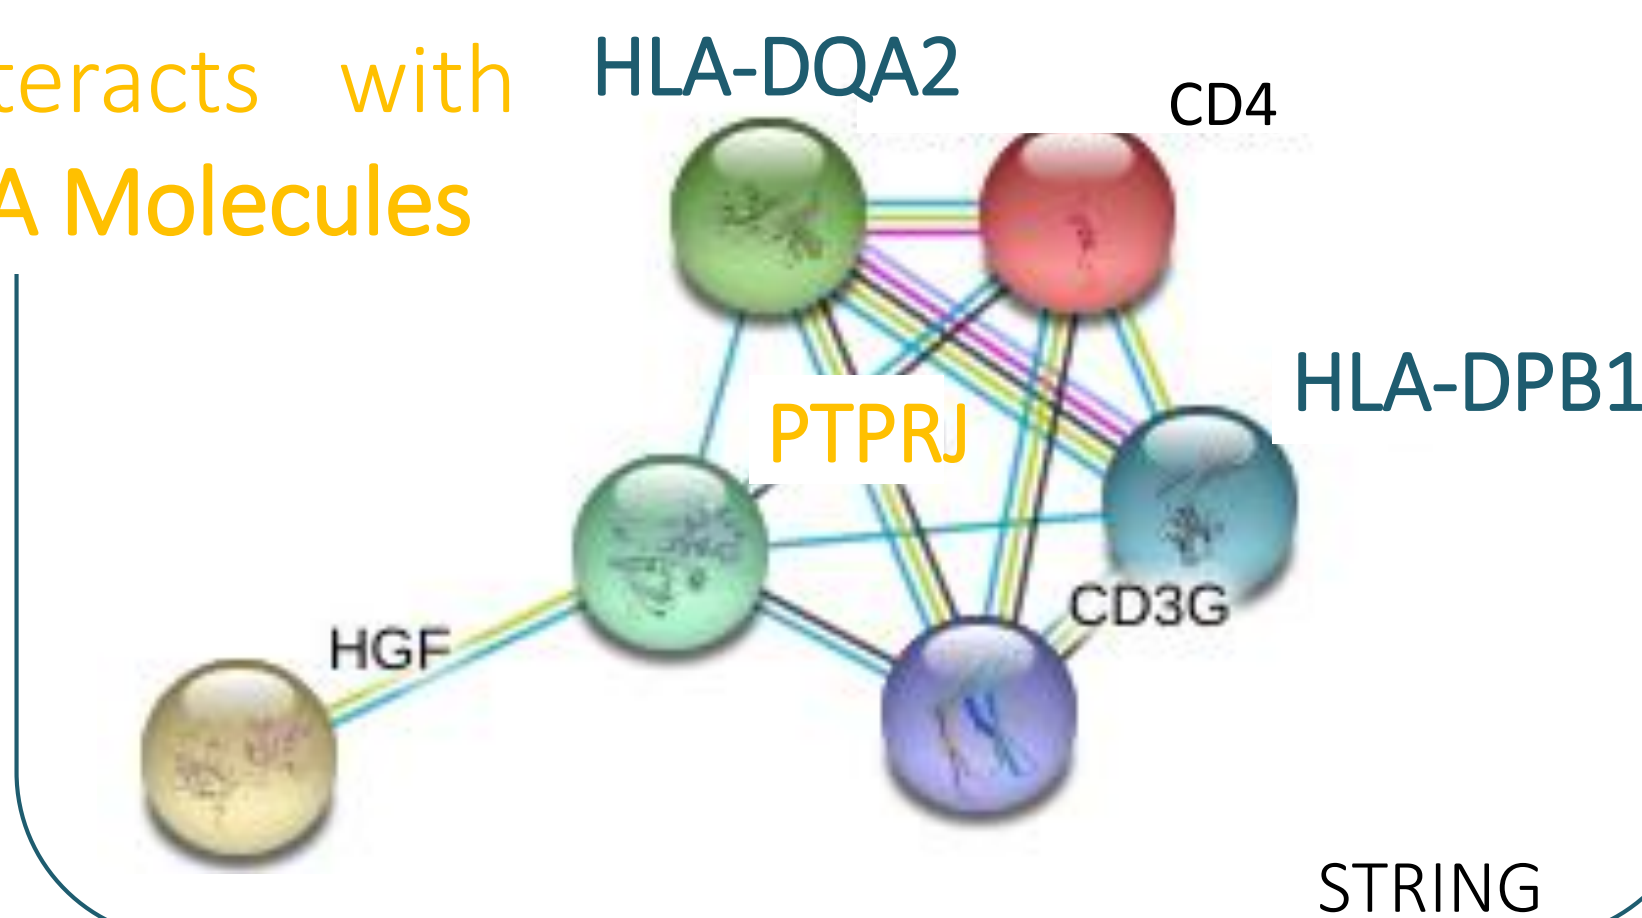 teracts with
A Molecules
HLA-DQA2
CD4
HLA-DPB1
PTPRJ
CD3G
HGF
STRING